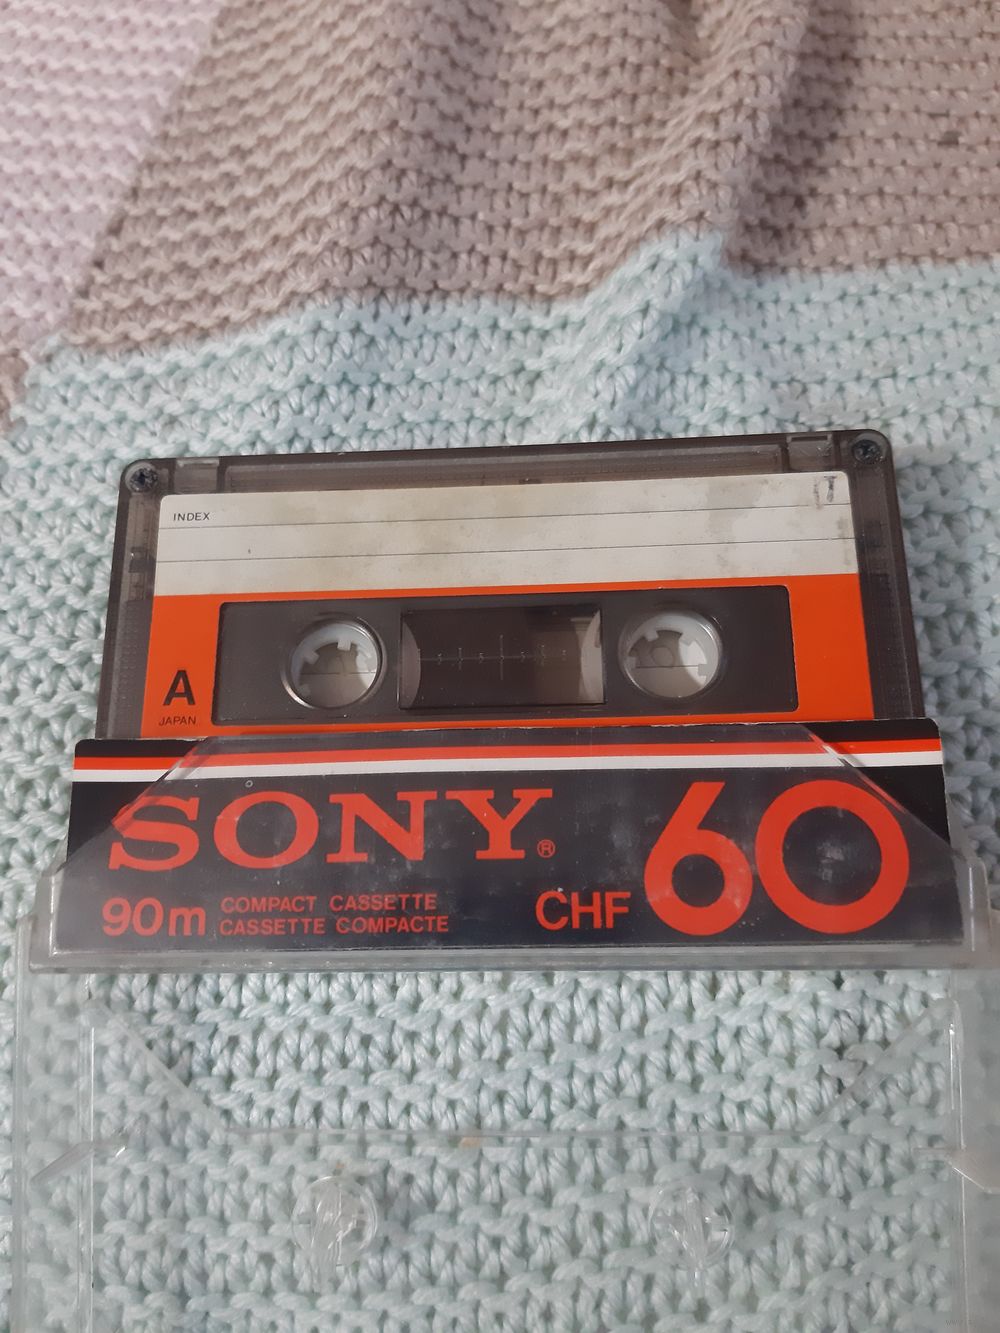 INDEX
A
JAPAN
SONY® 60
90m COMPACT CASSETTE CHF
CASSETTE COMPACTE